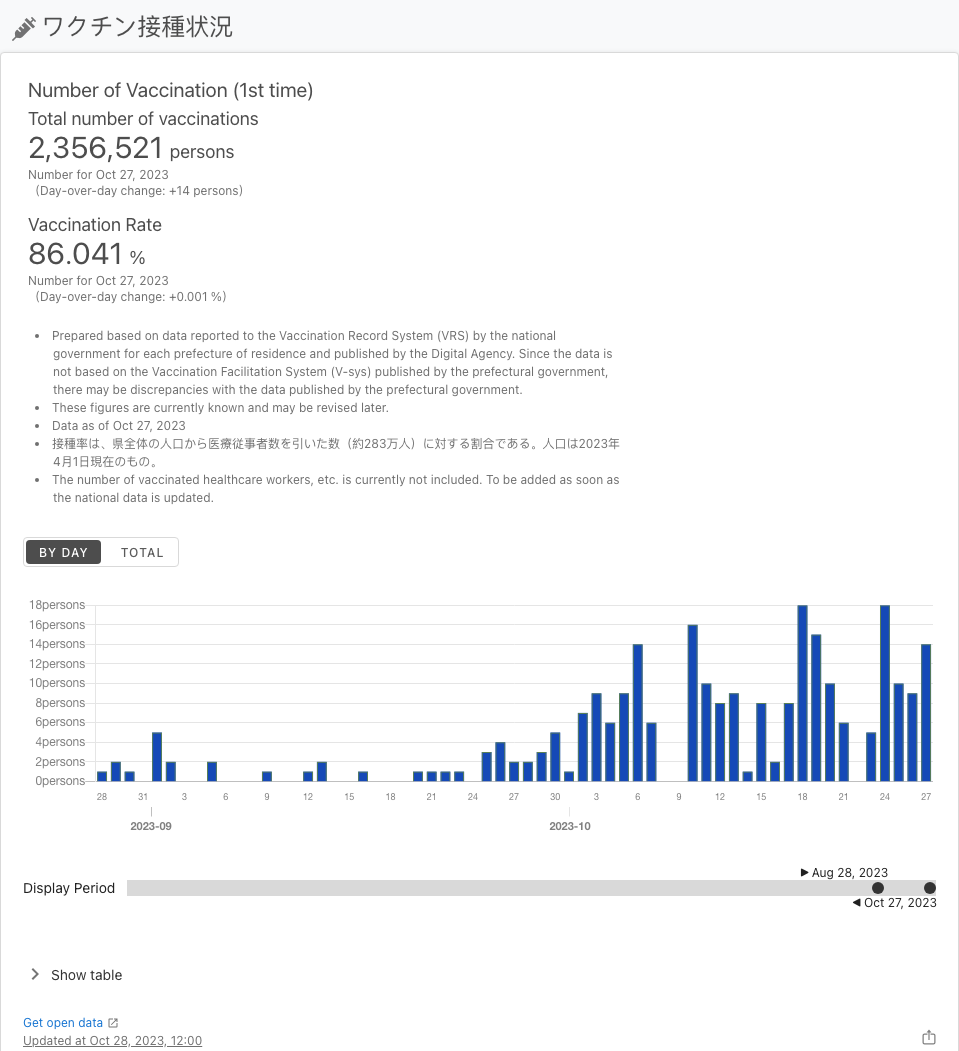 ワクチン接種状況
Number of Vaccination (1st time)
Total number of vaccinations
2,356,521 persons
Number for Oct 27, 2023
(Day-over-day change: +14 persons)
Vaccination Rate
86.041 %
Number for Oct 27, 2023
(Day-over-day change: +0.001 %)
• Prepared based on data reported to the Vaccination Record System (VRS) by the national
government for each prefecture of residence and published by the Digital Agency. Since the data is
not based on the Vaccination Facilitation System (V-sys) published by the prefectural government,
there may be discrepancies with the data published by the prefectural government.
• These figures are currently known and may be revised later.
• Data as of Oct 27, 2023
• 接種率は、県全体の人口から医療従事者数を引いた数（約283万人）に対する割合である。人口は2023年
4月1日現在のもの。
• The number of vaccinated healthcare workers, etc. is currently not included. To be added as soon as
the national data is updated.
BY DAY TOTAL
18persons
16persons
14persons
12persons
10persons
8persons
6persons
4persons
2persons
0persons
28 31 3 6 9 12 15 18 21 24 27 30 3 6 9 12 15 18 21 24 27
2023-09 2023-10
▶ Aug 28, 2023
Display Period
◀ Oct 27, 2023
Show table
Get open data
Updated at Oct 28, 2023, 12:00